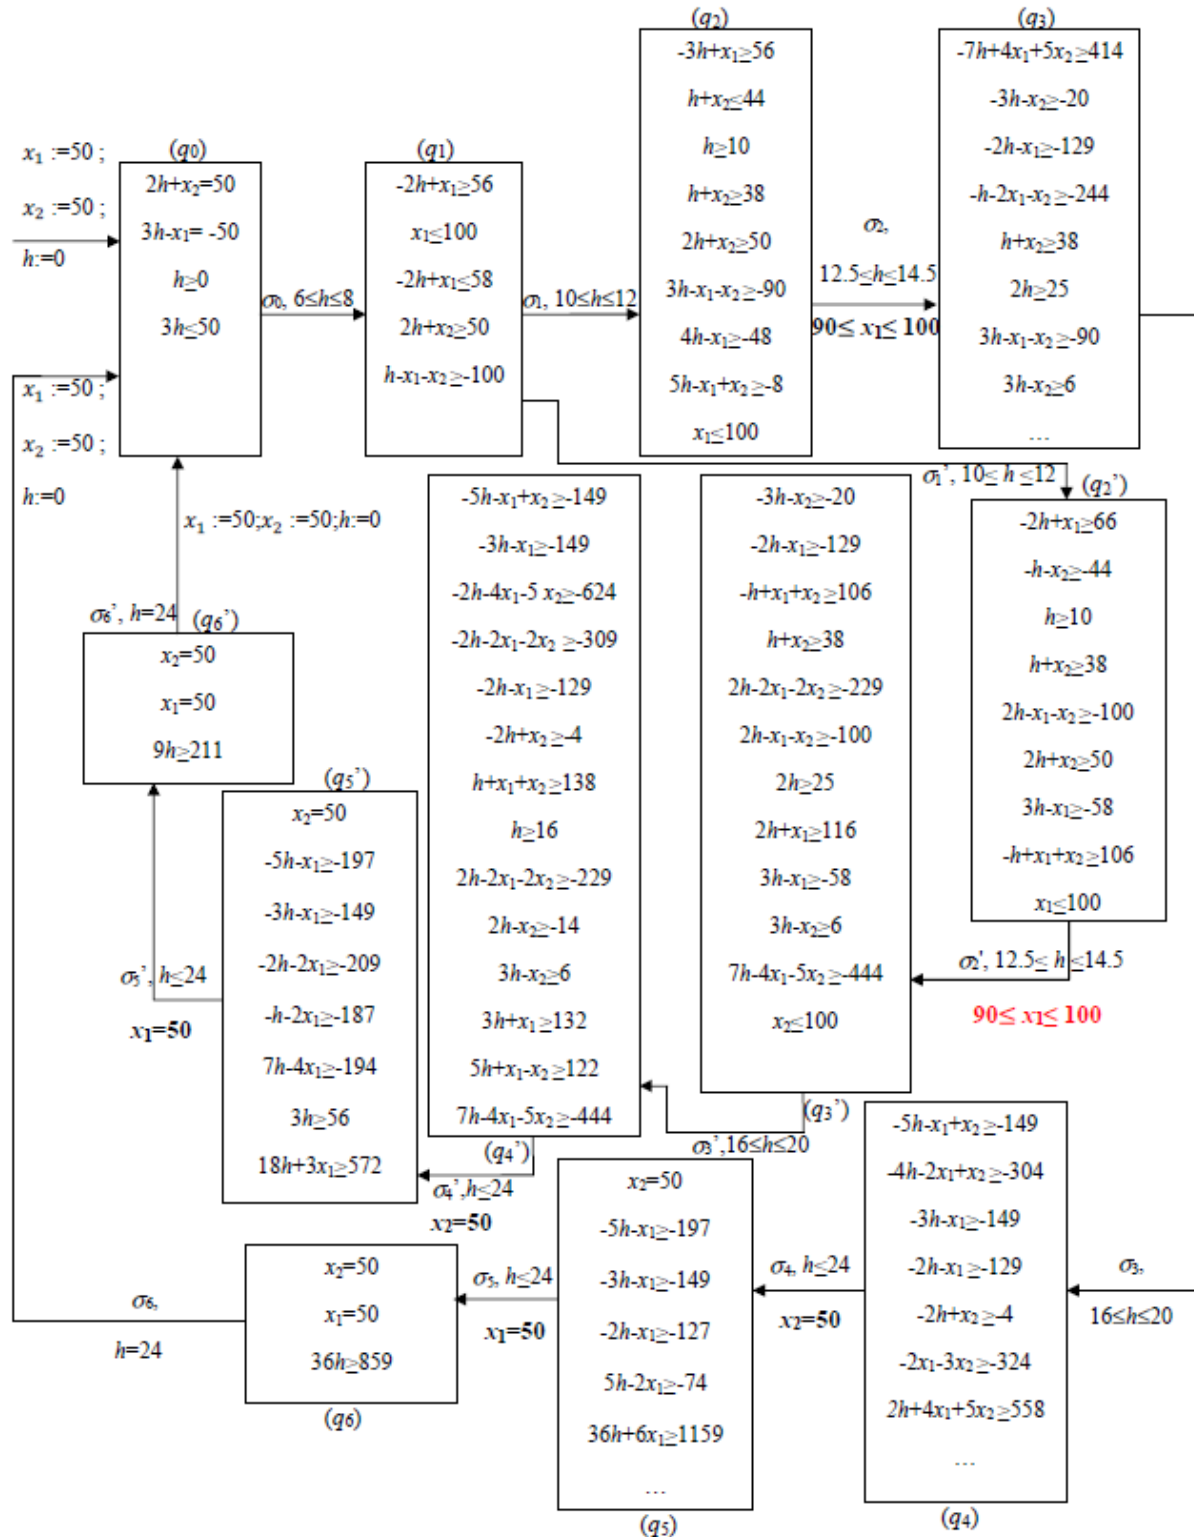 (q2)
-3h+x1≥56
h+x2≤44
h≥10
h+x2≥38
2h+x2≥50
3h-x1-x2≥-90
4h-x1≥-48
5h-x1+x2≥-8
x1≤100
(q3)
-7h+4x1+5x2≥414
-3h-x2≥-20
-2h-x1≥-129
-h-2x1-x2≥-244
h+x2≥38
2h≥25
3h-x1-x2≥-90
3h-x2≥6
...
x1 :=50 ;
x2 :=50 ;
h:=0
(q0)
2h+x2=50
3h-x1= -50
h≥0
3h≤50
σ0, 6≤h≤8
(q1)
-2h+x1≥56
x1≤100
-2h+x1≤58
2h+x2≥50
h-x1-x2≥-100
σ1, 10≤h≤12
σ2,
12.5≤h≤14.5
90≤ x1≤ 100
x1 :=50 ;
x2 :=50 ;
h:=0
x1 :=50;x2 :=50;h:=0
σ1', 10≤ h ≤12
(q2')
-2h+x1≥66
-h-x2≥-44
h≥10
h+x2≥38
2h-x1-x2≥-100
2h+x2≥50
3h-x1≥-58
-h+x1+x2≥106
x1≤100
σ2', 12.5≤ h ≤14.5
90≤ x1≤ 100
-3h-x2≥-20
-2h-x1≥-129
-h+x1+x2≥106
h+x2≥38
2h-2x1-2x2≥-229
2h-x1-x2≥-100
2h≥25
2h+x1≥116
3h-x1≥-58
3h-x2≥6
7h-4x1-5x2≥-444
x2≤100
(q3')
σ3',16≤h≤20
-5h-x1+x2≥-149
-3h-x1≥-149
-2h-4x1-5 x2≥-624
-2h-2x1-2x2 ≥-309
-2h-x1≥-129
-2h+x2≥-4
h+x1+x2≥138
h≥16
2h-2x1-2x2≥-229
2h-x2≥-14
3h-x2≥6
3h+x1≥132
5h+x1-x2≥122
7h-4x1-5x2≥-444
(q4')
σ4',h≤24
x2=50
(q5')
x2=50
-5h-x1≥-197
-3h-x1≥-149
-2h-2x1≥-209
-h-2x1≥-187
7h-4x1≥-194
3h≥56
18h+3x1≥572
σ5', h≤24
x1=50
σ6', h=24
(q6')
x2=50
x1=50
9h≥211
-5h-x1+x2≥-149
-4h-2x1+x2≥-304
-3h-x1≥-149
-2h-x1≥-129
-2h+x2≥-4
-2x1-3x2≥-324
2h+4x1+5x2≥558
...
(q4)
σ3,
16≤h≤20
σ4, h≤24
x2=50
x2=50
-5h-x1≥-197
-3h-x1≥-149
-2h-x1≥-127
5h-2x1≥-74
36h+6x1≥1159
...
(q5)
σ5, h≤24
x1=50
x2=50
x1=50
36h≥859
(q6)
σ6,
h=24